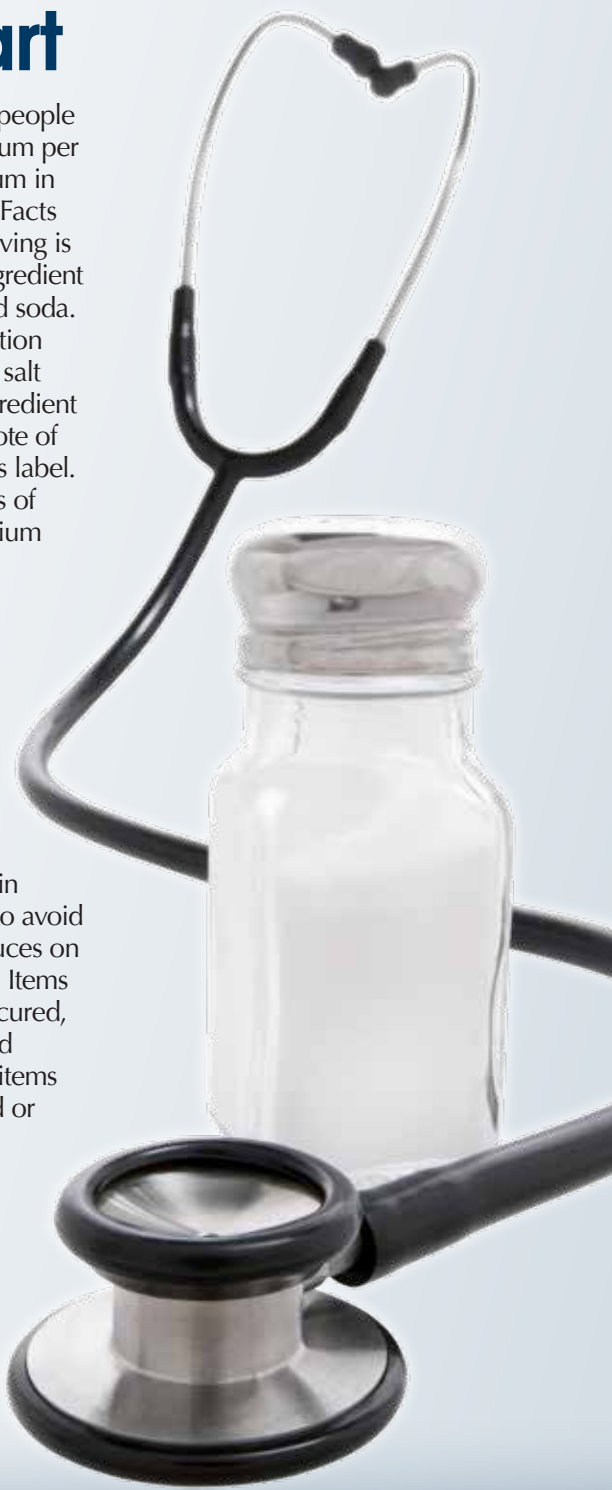 art
people
um per
um in
Facts
ving is
gredient
d soda.
tion
salt
redient
ote of
s label.
s of
ium
in
to avoid
uces on
Items
cured,
d
items
d or